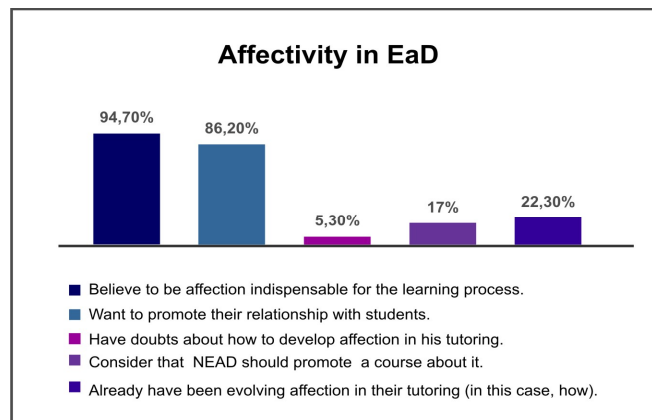 Affectivity in EaD
94,70%
86,20%
5,30%
17%
22,30%
Believe to be affection indispensable for the learning process.
Want to promote their relationship with students.
Have doubts about how to develop affection in his tutoring.
Consider that NEAD should promote a course about it.
Already have been evolving affection in their tutoring (in this case, how).